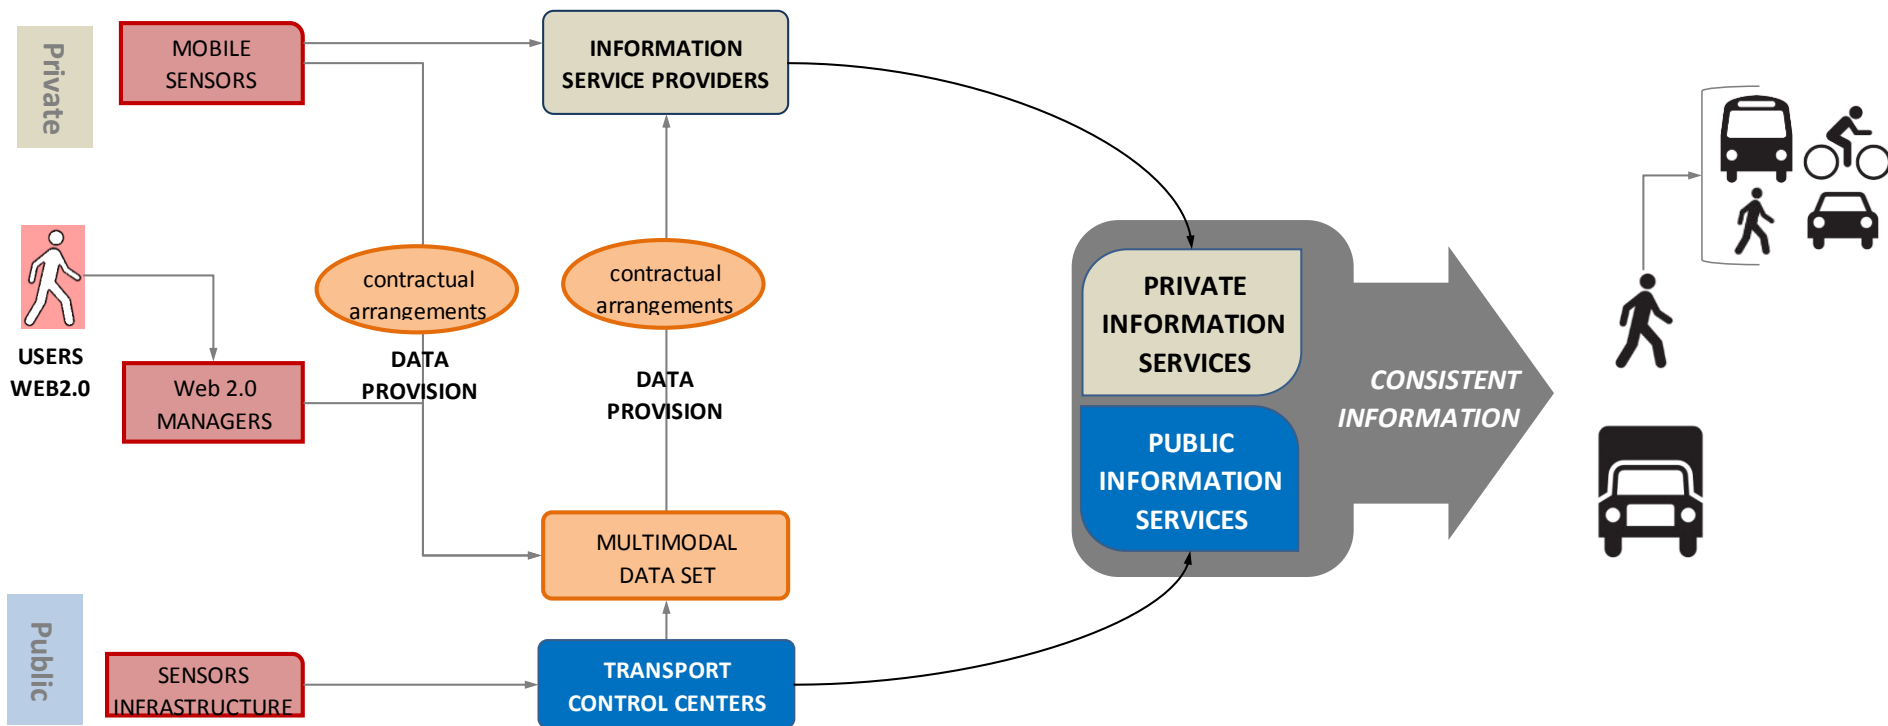 Private
MOBILE
SENSORS
INFORMATION
SERVICE PROVIDERS
contractual
arrangements
contractual
arrangements
USERS
WEB2.0
Web 2.0
MANAGERS
DATA
PROVISION
DATA
PROVISION
PRIVATE
INFORMATION
SERVICES
PUBLIC
INFORMATION
SERVICES
CONSISTENT
INFORMATION
MULTIMODAL
DATA SET
Public
SENSORS
INFRASTRUCTURE
TRANSPORT
CONTROL CENTERS